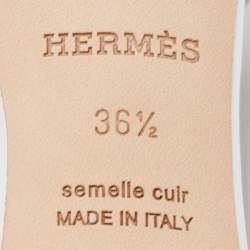 HERMÈS
36½
semelle cuir
MADE IN ITALY